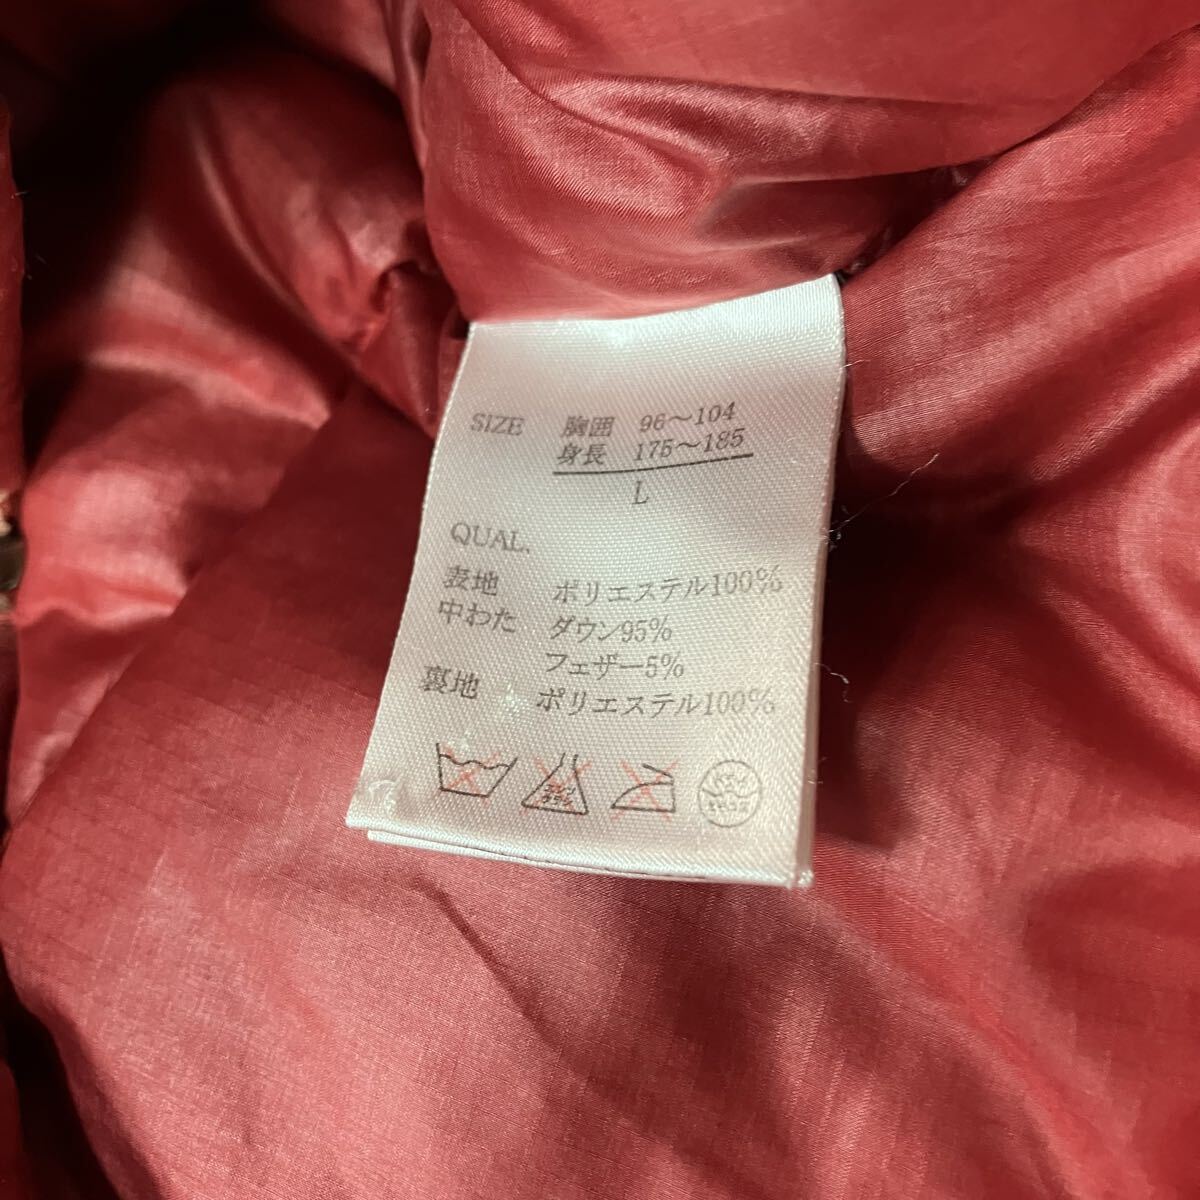 SIZE 胸囲 96〜104
身長 175〜185
L
QUAL.
表地 ポリエステル100%
中わた ダウン95%
フェザー5%
裏地 ポリエステル100%